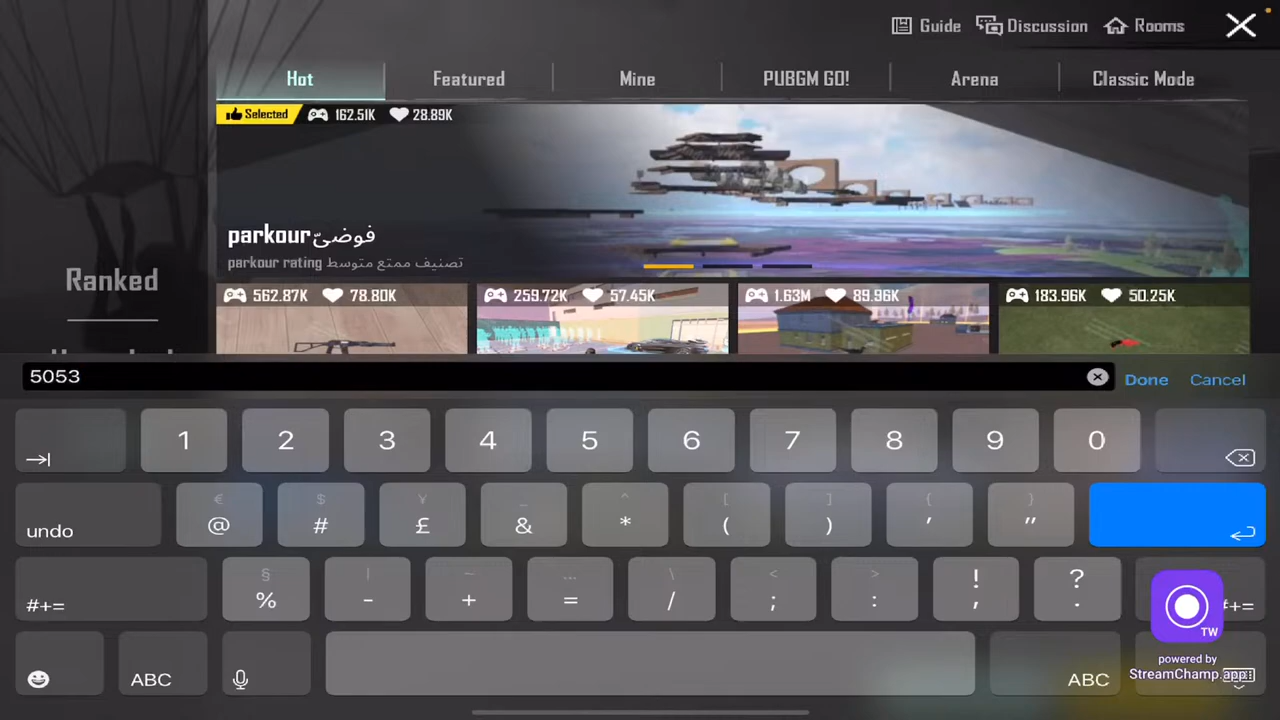 Guide Discussion Rooms
Hot Featured Mine PUBGM GO! Arena Classic Mode
Selected 162.51K 28.89K
parkourفوضىّ
parkour rating تصنيف ممتع متوسط
Ranked
562.87K 78.80K 259.72K 57.45K 1.63M 89.96K 183.96K 50.25K
5053 Done Cancel
1 2 3 4 5 6 7 8 9 0
€ $ ¥ _ ^ [ ] { }
undo @ # £ & * ( ) ' "
§ | ~ … \ < > ! ?
#+= % - + = / ; : , . #+=
TW
ABC ABC
powered by
StreamChamp.app